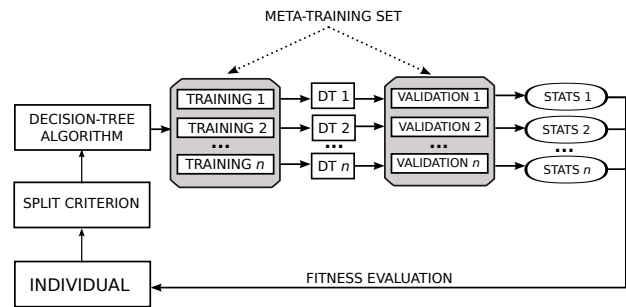 META-TRAINING SET
TRAINING 1
DT 1
VALIDATION 1
STATS 1
DECISION-TREE
ALGORITHM
TRAINING 2
DT 2
VALIDATION 2
STATS 2
...
...
...
...
TRAINING n
DT n
VALIDATION n
STATS n
SPLIT CRITERION
INDIVIDUAL
FITNESS EVALUATION